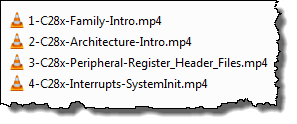 1-C28x-Family-Intro.mp4
2-C28x-Architecture-Intro.mp4
3-C28x-Peripheral-Register_Header_Files.mp4
4-C28x-Interrupts-SystemInit.mp4